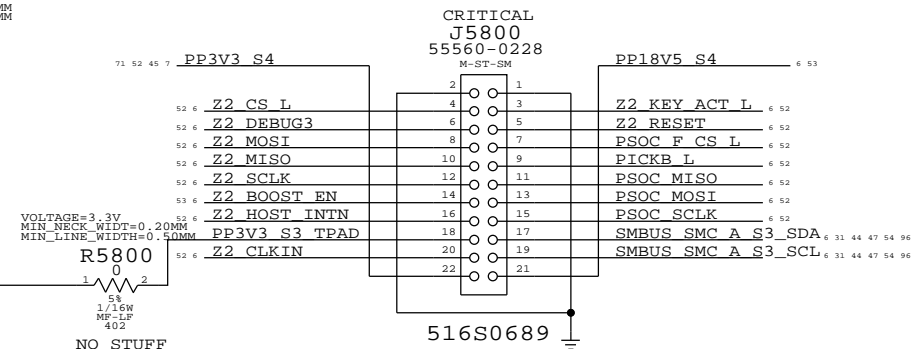 MM
MM
CRITICAL
J5800
55560-0228
M-ST-SM
71 52 45 7 PP3V3_S4
PP18V5_S4 6 53
2 1
52 6 Z2_CS_L 4 3 Z2_KEY_ACT_L 6 52
52 6 Z2_DEBUG3 6 5 Z2_RESET 6 52
52 6 Z2_MOSI 8 7 PSOC_F_CS_L 6 52
52 6 Z2_MISO 10 9 PICKB_L 6 52
52 6 Z2_SCLK 12 11 PSOC_MISO 6 52
53 6 Z2_BOOST_EN 14 13 PSOC_MOSI 6 52
52 6 Z2_HOST_INTN 16 15 PSOC_SCLK 6 52
VOLTAGE=3.3V
MIN_NECK_WIDT=0.20MM
MIN_LINE_WIDTH=0.50MM
PP3V3_S3_TPAD 18 17 SMBUS_SMC_A_S3_SDA 6 31 44 47 54 96
52 6 Z2_CLKIN 20 19 SMBUS_SMC_A_S3_SCL 6 31 44 47 54 96
22 21
R5800
0
1 2
5%
1/16W
MF-LF
402
NO STUFF
516S0689